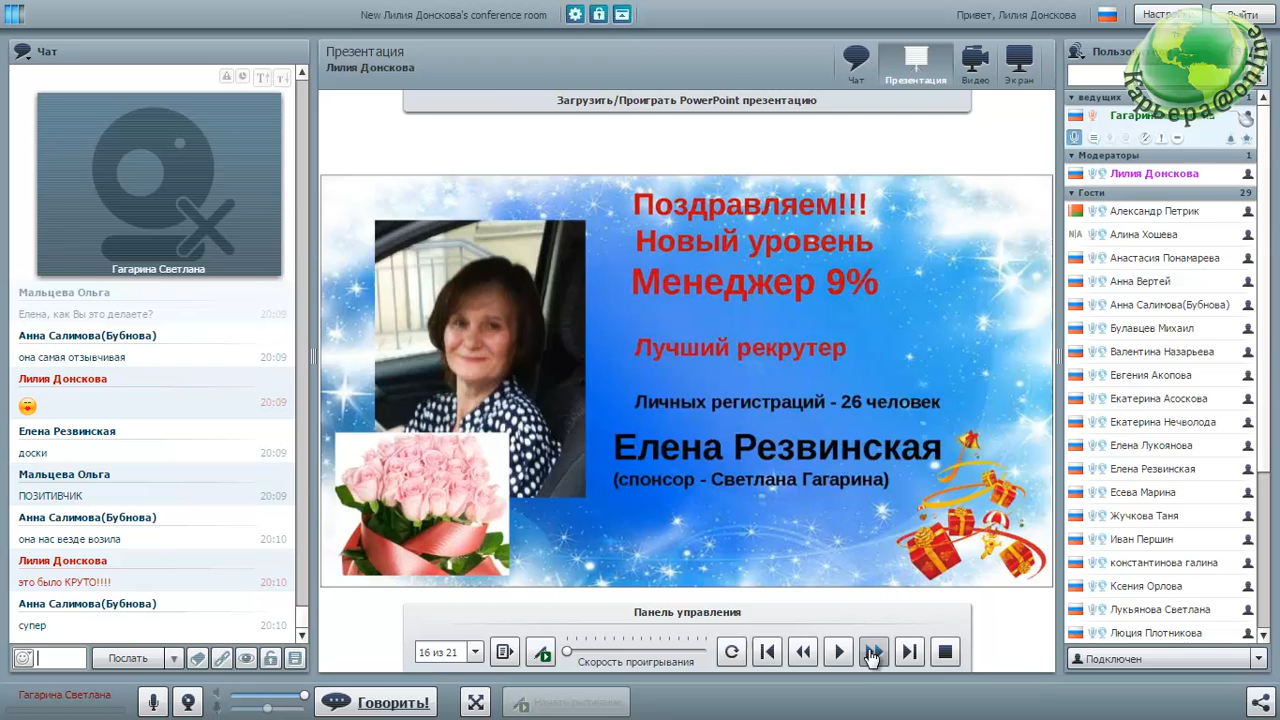 New Лилия Донскова's conference room
Привет, Лилия Донскова
Выйти
Карьера@online
Чат
Гагарина Светлана
Мальцева Ольга
Елена, как Вы это делаете? 20:09
Анна Салимова(Бубнова)
она самая отзывчивая 20:09
Лилия Донскова
20:09
Елена Резвинская
доски 20:09
Мальцева Ольга
ПОЗИТИВЧИК 20:09
Анна Салимова(Бубнова)
она нас везде возила 20:10
Лилия Донскова
это было КРУТО!!!! 20:10
Анна Салимова(Бубнова)
супер 20:10
Послать
Презентация
Лилия Донскова
Чат Презентация Видео Экран
Загрузить/Проиграть PowerPoint презентацию
Поздравляем!!!
Новый уровень
Менеджер 9%
Лучший рекрутер
Личных регистраций - 26 человек
Елена Резвинская
(спонсор - Светлана Гагарина)
Панель управления
16 из 21
Скорость проигрывания
ведущих 1
Модераторы 1
Лилия Донскова
Гости 29
Александр Петрик
N/A Алина Хошева
Анастасия Понамарева
Анна Вертей
Анна Салимова(Бубнова)
Булавцев Михаил
Валентина Назарьева
Евгения Акопова
Екатерина Асоскова
Екатерина Нечволода
Елена Лукоянова
Елена Резвинская
Есева Марина
Жучкова Таня
Иван Першин
константинова галина
Ксения Орлова
Лукьянова Светлана
Люция Плотникова
Подключен
Гагарина Светлана
Говорить!